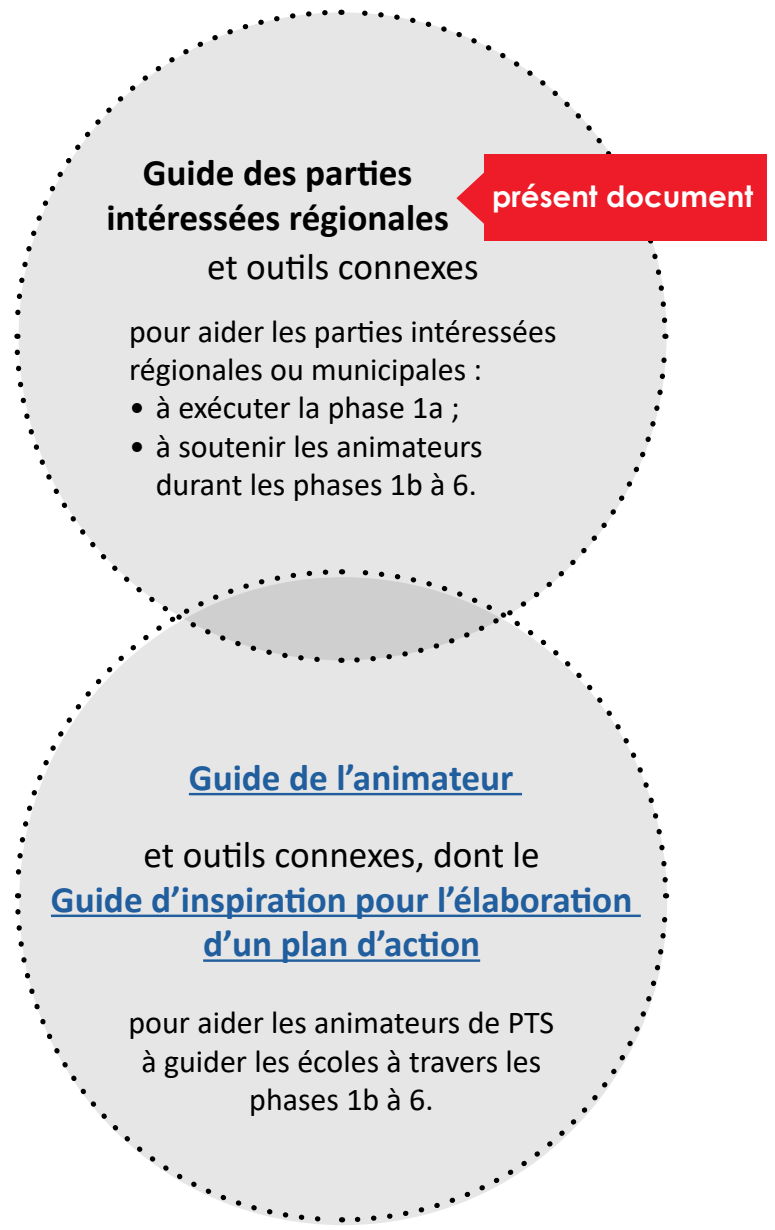 Guide des parties
intéressées régionales
présent document
et outils connexes
pour aider les parties intéressées
régionales ou municipales :
• à exécuter la phase 1a ;
• à soutenir les animateurs
durant les phases 1b à 6.
Guide de l’animateur
et outils connexes, dont le
Guide d’inspiration pour l’élaboration
d’un plan d’action
pour aider les animateurs de PTS
à guider les écoles à travers les
phases 1b à 6.